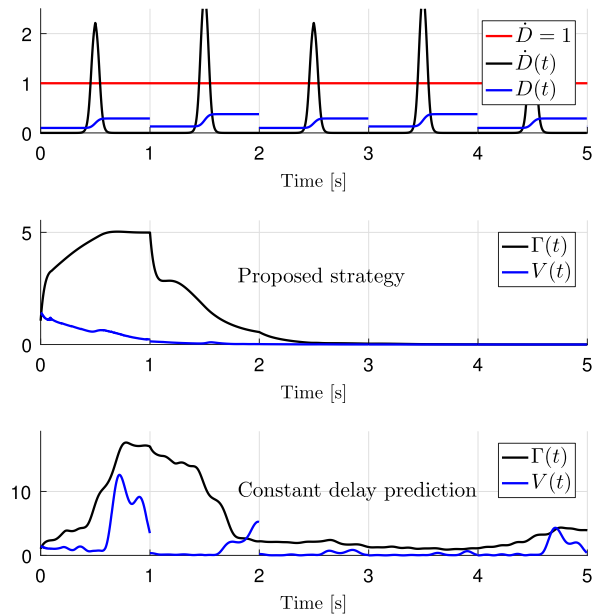 2
1
0
Ḋ = 1
Ḋ(t)
D(t)
0 1 2 3 4 5
Time [s]
5
0
Γ(t)
V(t)
Proposed strategy
0 1 2 3 4 5
Time [s]
10
0
Γ(t)
V(t)
Constant delay prediction
0 1 2 3 4 5
Time [s]